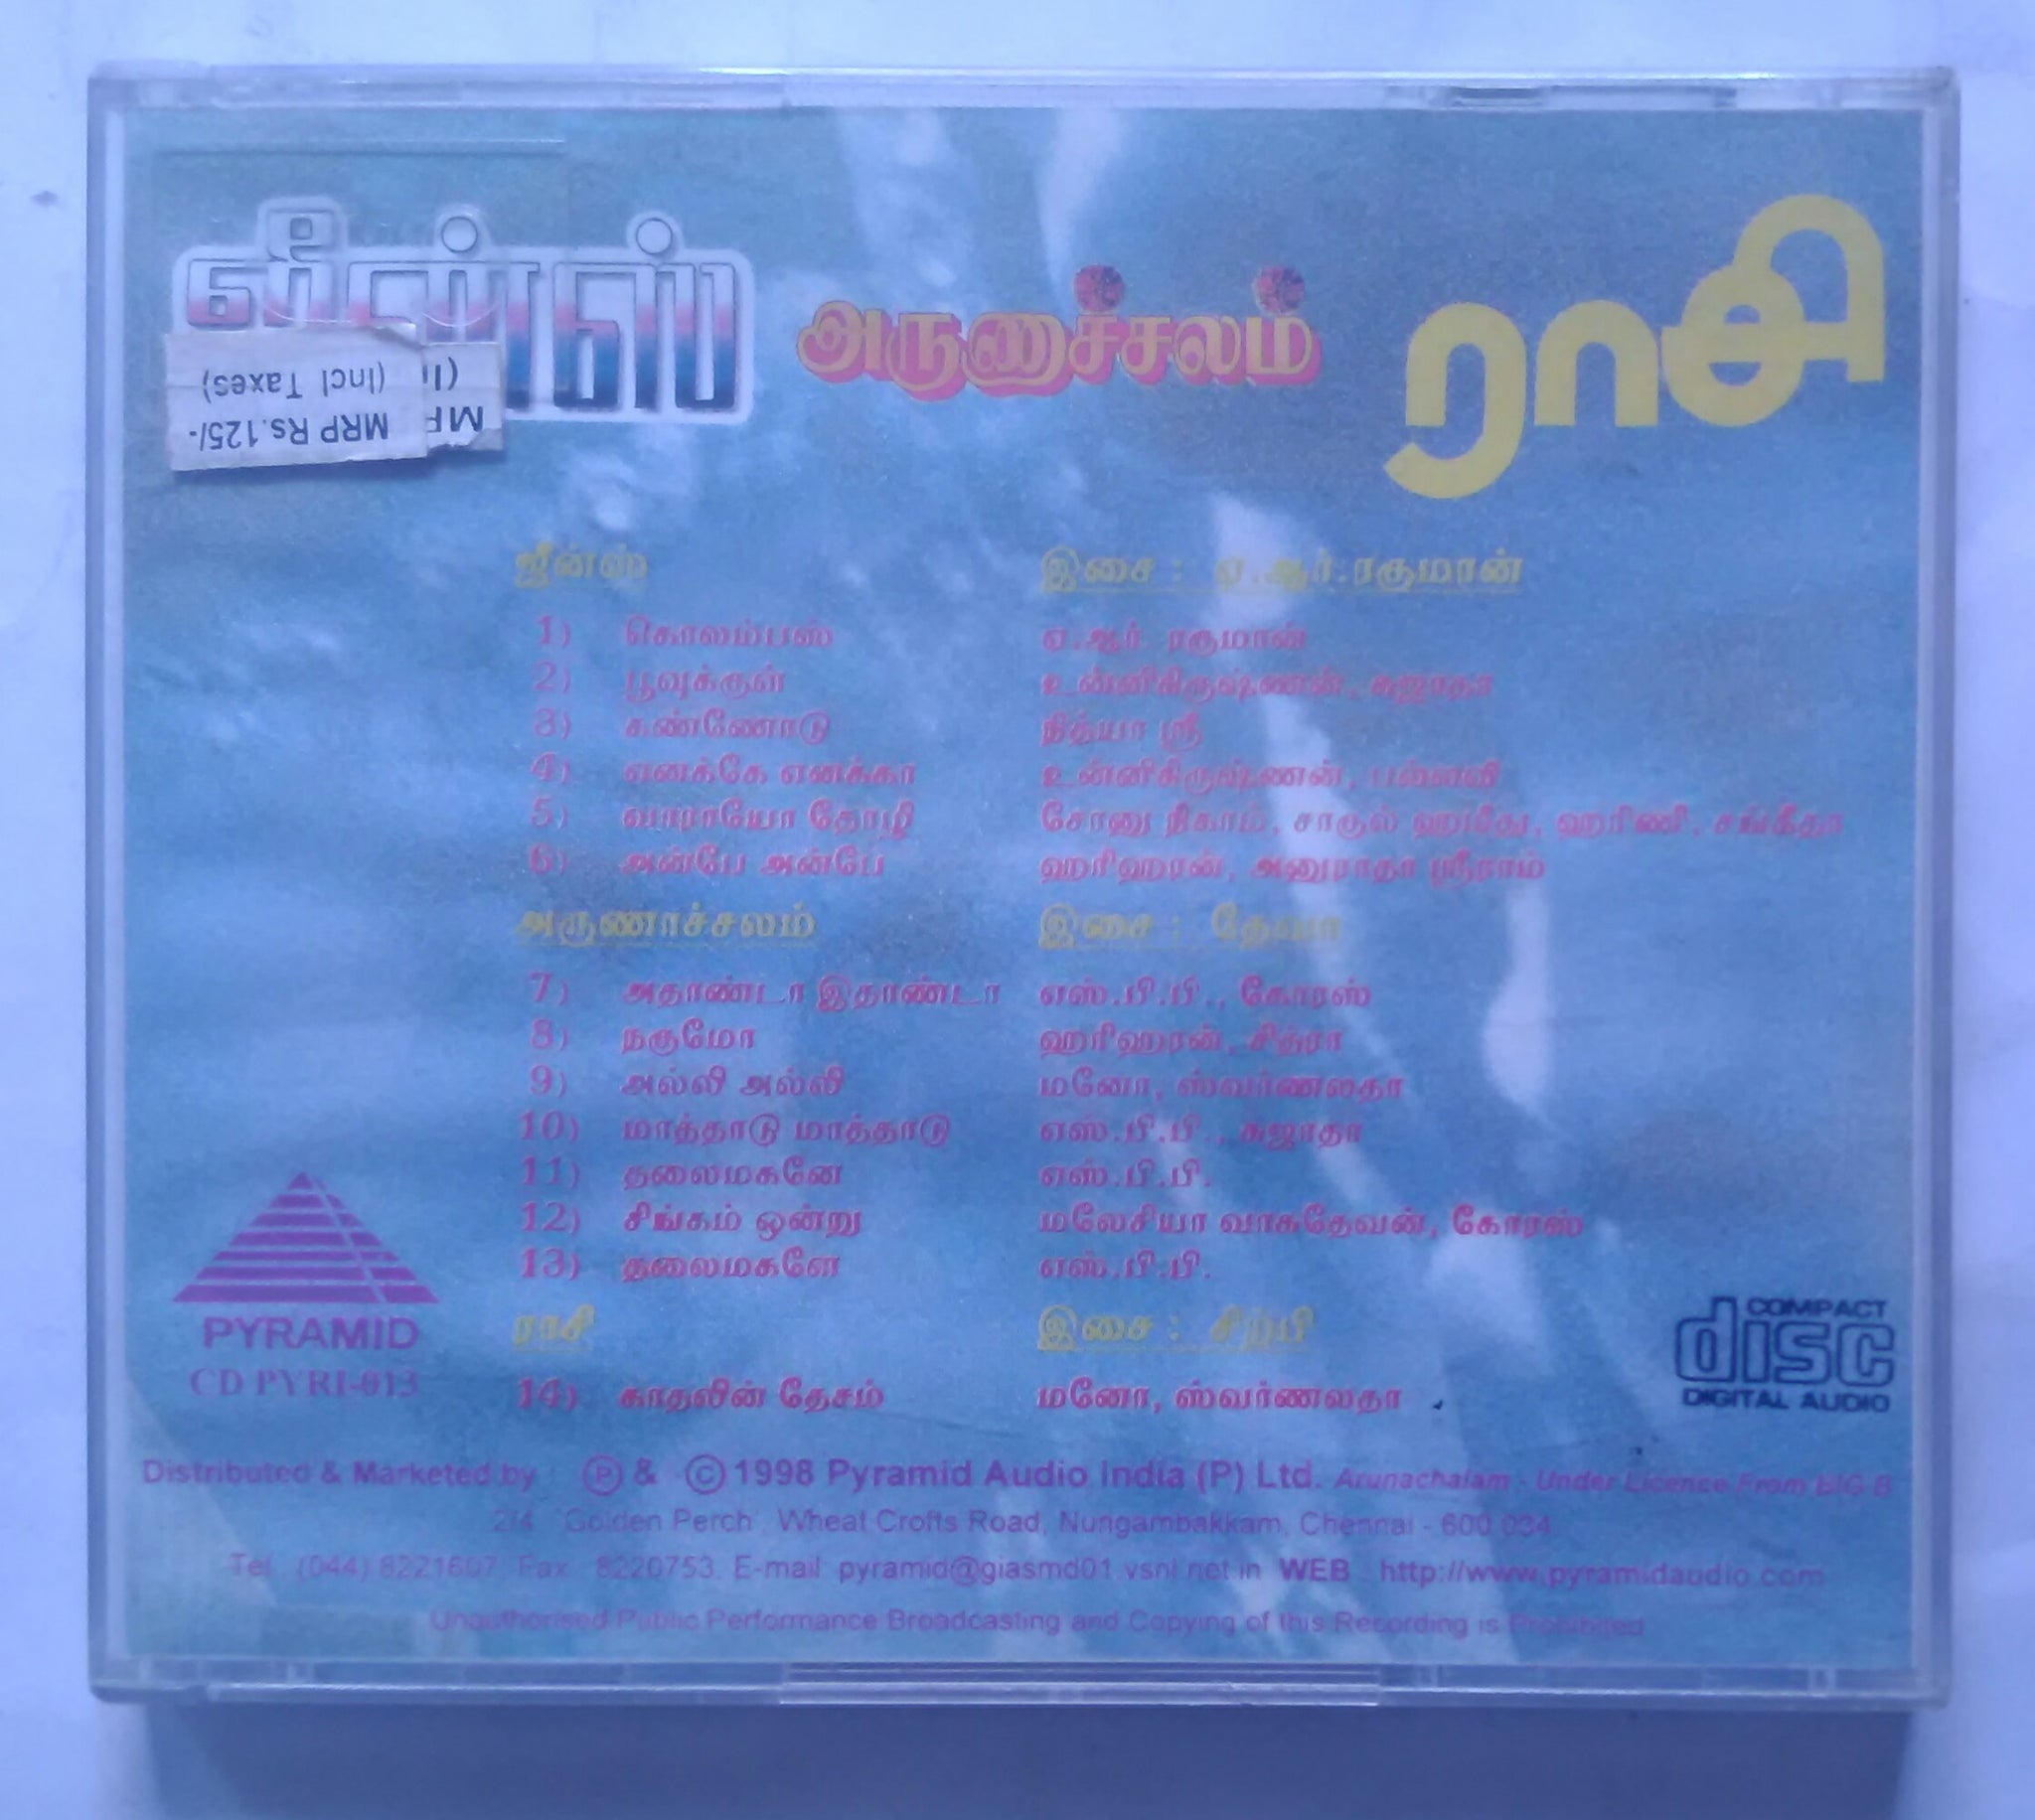 ஜீன்ஸ் அருணாச்சலம் ராசி
MRP Rs.125/-
(Incl Taxes)
ஜீன்ஸ் இசை : ஏ.ஆர்.ரகுமான்
1) கொலம்பஸ் ஏ.ஆர். ரகுமான்
2) பூவுக்குள் உன்னிகிருஷ்ணன், சுஜாதா
3) கண்ணோடு நித்யா ஸ்ரீ
4) எனக்கே எனக்கா உன்னிகிருஷ்ணன், பல்லவி
5) வாராயோ தோழி சோனு நிகாம், சாகுல் ஹமீது, ஹரிணி, சங்கீதா
6) அன்பே அன்பே ஹரிஹரன், அனுராதா ஸ்ரீராம்
அருணாச்சலம் இசை : தேவா
7) அதாண்டா இதாண்டா எஸ்.பி.பி., கோரஸ்
8) நகுமோ ஹரிஹரன், சித்ரா
9) அல்லி அல்லி மனோ, ஸ்வர்ணலதா
10) மாத்தாடு மாத்தாடு எஸ்.பி.பி., சுஜாதா
11) தலைமகனே எஸ்.பி.பி.
12) சிங்கம் ஒன்று மலேசியா வாசுதேவன், கோரஸ்
13) தலைமகளே எஸ்.பி.பி.
ராசி இசை : சிற்பி
14) காதலின் தேசம் மனோ, ஸ்வர்ணலதா
PYRAMID
CD PYRI-013
COMPACT
disc
DIGITAL AUDIO
Distributed & Marketed by : Ⓟ & © 1998 Pyramid Audio India (P) Ltd. Arunachalam - Under Licence From BIG B
2/4 'Golden Perch' Wheat Crofts Road, Nungambakkam, Chennai - 600 034
Tel : (044) 8221607, Fax : 8220753. E-mail pyramid@giasmd01.vsnl.net.in WEB : http://www.pyramidaudio.com
Unauthorised Public Performance Broadcasting and Copying of this Recording is Prohibited